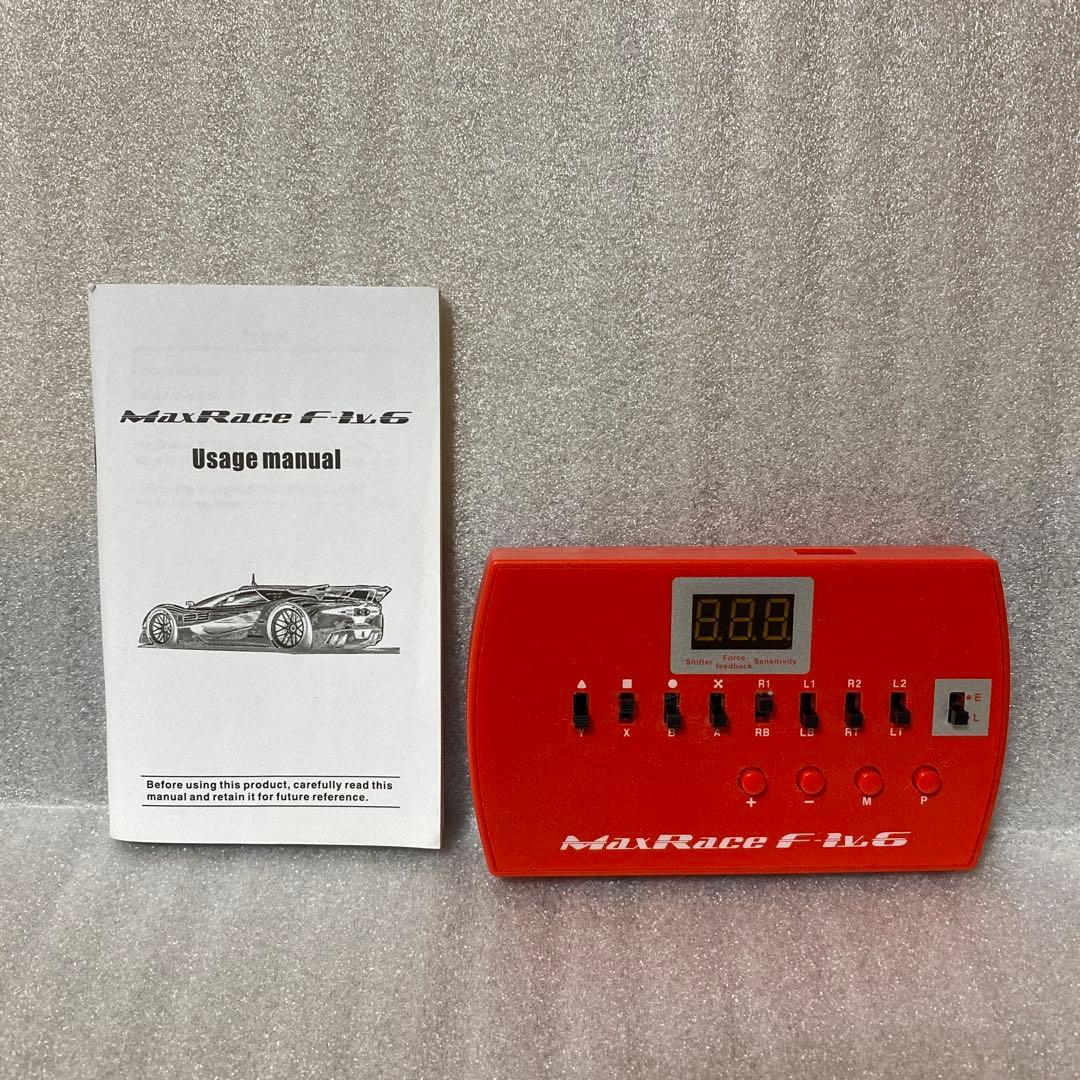 MaxRace F-1v.6
Usage manual
Before using this product, carefully read this
manual and retain it for future reference.
8.8.8.
Shifter Force feedback Sensitivity
▲ ■ ● ✕ R1 L1 R2 L2
Y X B A RB LB RT LT
E
L
+ − M P
MaxRace F-1v.6